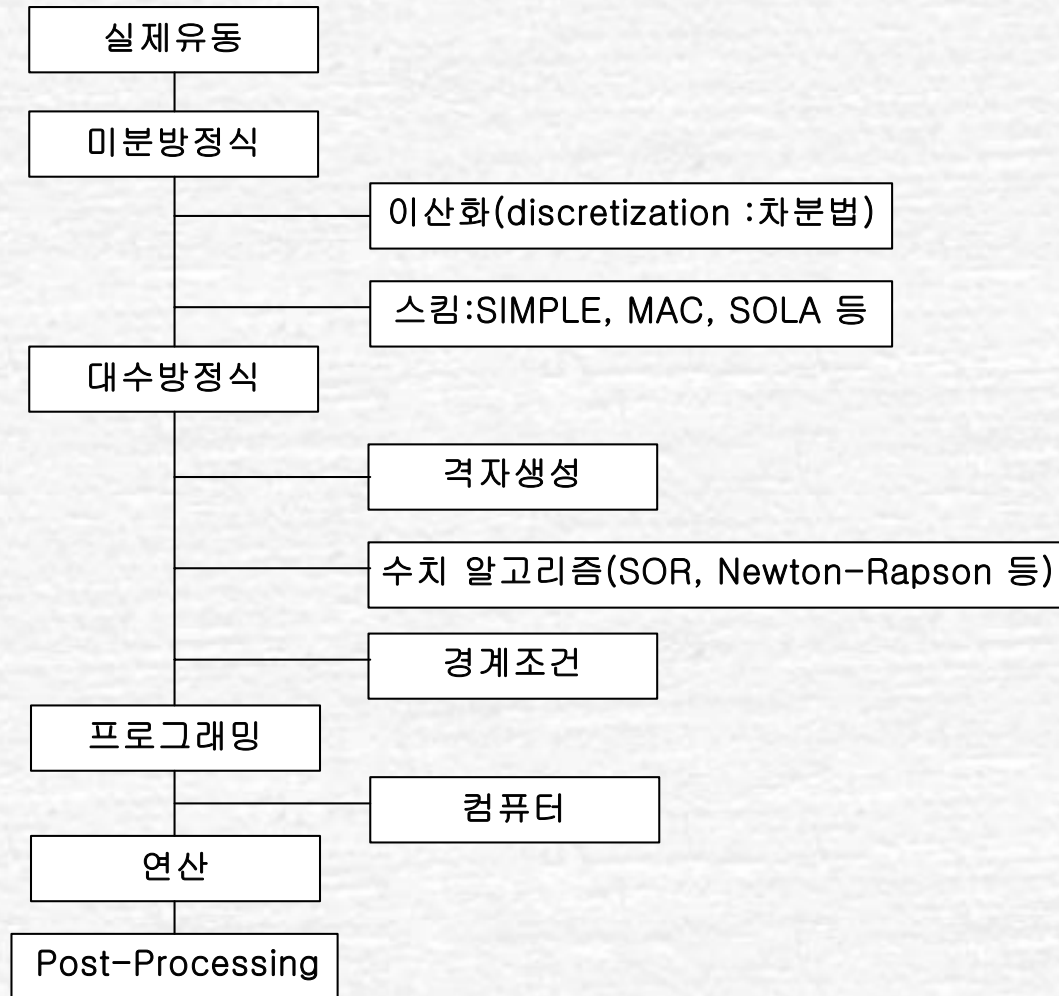 실제유동
미분방정식
이산화(discretization :차분법)
스킴:SIMPLE, MAC, SOLA 등
대수방정식
격자생성
수치 알고리즘(SOR, Newton-Rapson 등)
경계조건
프로그래밍
컴퓨터
연산
Post-Processing